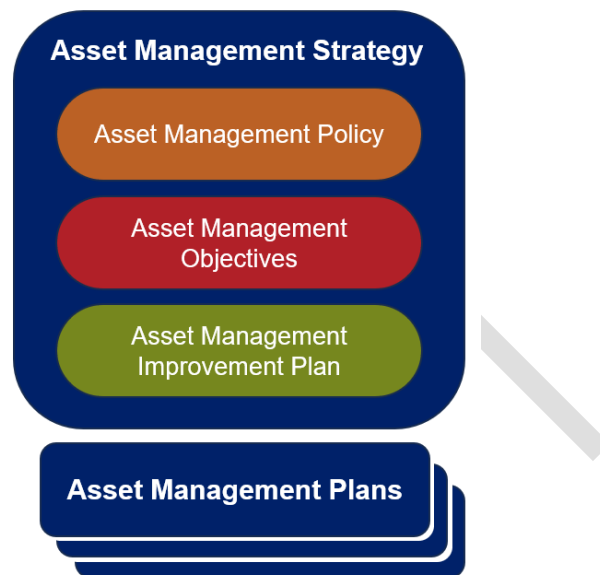 Asset Management Strategy
Asset Management Policy
Asset Management
Objectives
Asset Management
Improvement Plan
Asset Management Plans